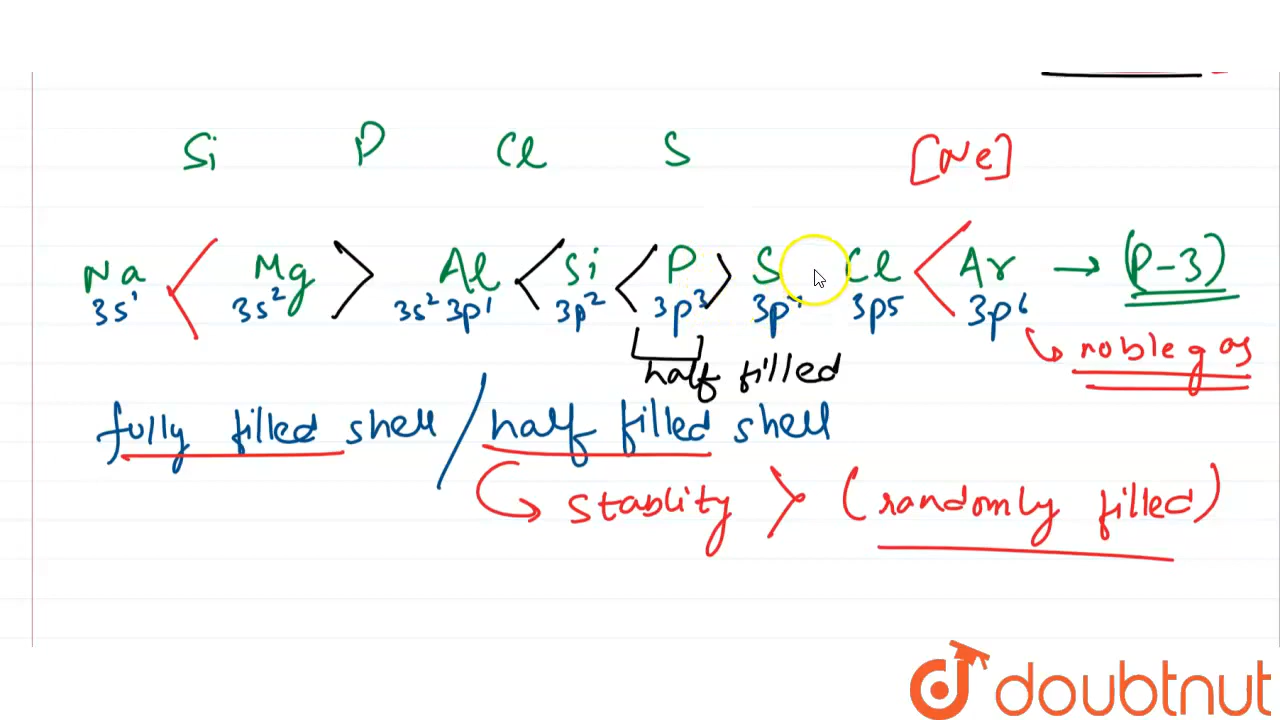 Si P Cl S [Ne]
Na < Mg > Al < Si < P > S Cl < Ar → (P-3)
3s¹ 3s² 3s² 3p¹ 3p² 3p³ 3p⁴ 3p5 3p⁶
noble gas
half filled
fully filled shell / half filled shell
stablity > (randomly filled)
doubtnut